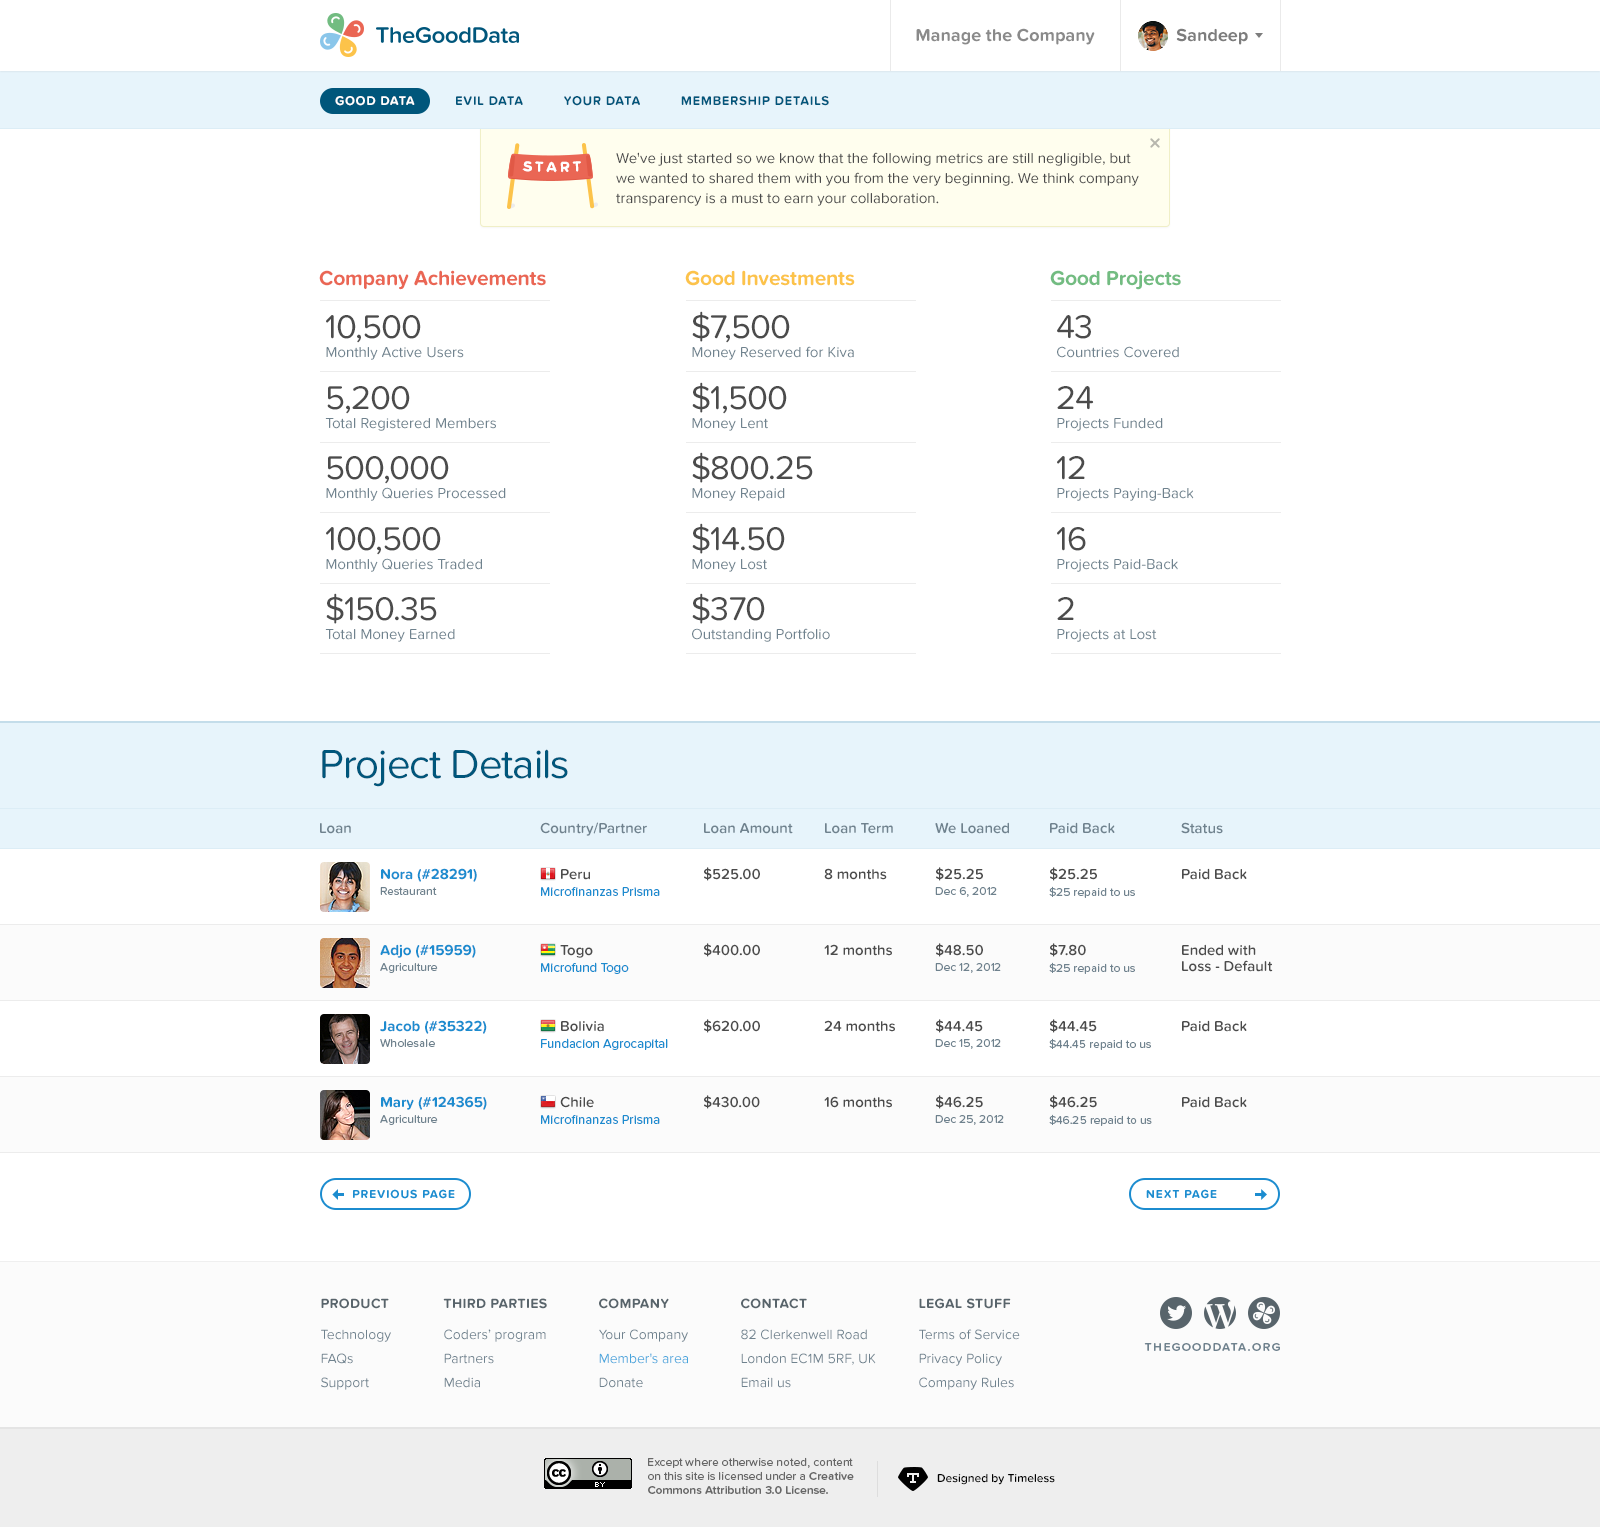 TheGoodData
Manage the Company
Sandeep
GOOD DATA
EVIL DATA
YOUR DATA
MEMBERSHIP DETAILS
START
We've just started so we know that the following metrics are still negligible, but
we wanted to shared them with you from the very beginning. We think company
transparency is a must to earn your collaboration.
Company Achievements
10,500
Monthly Active Users
5,200
Total Registered Members
500,000
Monthly Queries Processed
100,500
Monthly Queries Traded
$150.35
Total Money Earned
Good Investments
$7,500
Money Reserved for Kiva
$1,500
Money Lent
$800.25
Money Repaid
$14.50
Money Lost
$370
Outstanding Portfolio
Good Projects
43
Countries Covered
24
Projects Funded
12
Projects Paying-Back
16
Projects Paid-Back
2
Projects at Lost
Project Details
Loan Country/Partner Loan Amount Loan Term We Loaned Paid Back Status
Nora (#28291) Peru $525.00 8 months $25.25 $25.25 Paid Back
Restaurant Microfinanzas Prisma Dec 6, 2012 $25 repaid to us
Adjo (#15959) Togo $400.00 12 months $48.50 $7.80 Ended with
Agriculture Microfund Togo Dec 12, 2012 $25 repaid to us Loss - Default
Jacob (#35322) Bolivia $620.00 24 months $44.45 $44.45 Paid Back
Wholesale Fundacion Agrocapital Dec 15, 2012 $44.45 repaid to us
Mary (#124365) Chile $430.00 16 months $46.25 $46.25 Paid Back
Agriculture Microfinanzas Prisma Dec 25, 2012 $46.25 repaid to us
PREVIOUS PAGE
NEXT PAGE
PRODUCT
Technology
FAQs
Support
THIRD PARTIES
Coders' program
Partners
Media
COMPANY
Your Company
Member's area
Donate
CONTACT
82 Clerkenwell Road
London EC1M 5RF, UK
Email us
LEGAL STUFF
Terms of Service
Privacy Policy
Company Rules
THEGOODDATA.ORG
cc
BY
Except where otherwise noted, content
on this site is licensed under a Creative
Commons Attribution 3.0 License.
T
Designed by Timeless